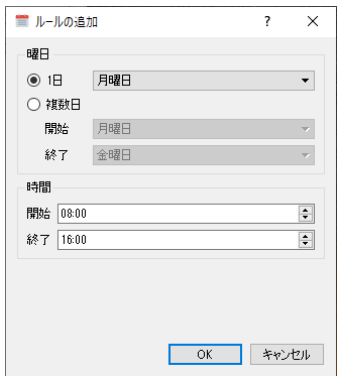 ルールの追加
曜日
1日 月曜日
複数日
開始 月曜日
終了 金曜日
時間
開始 08:00
終了 16:00
OK キャンセル